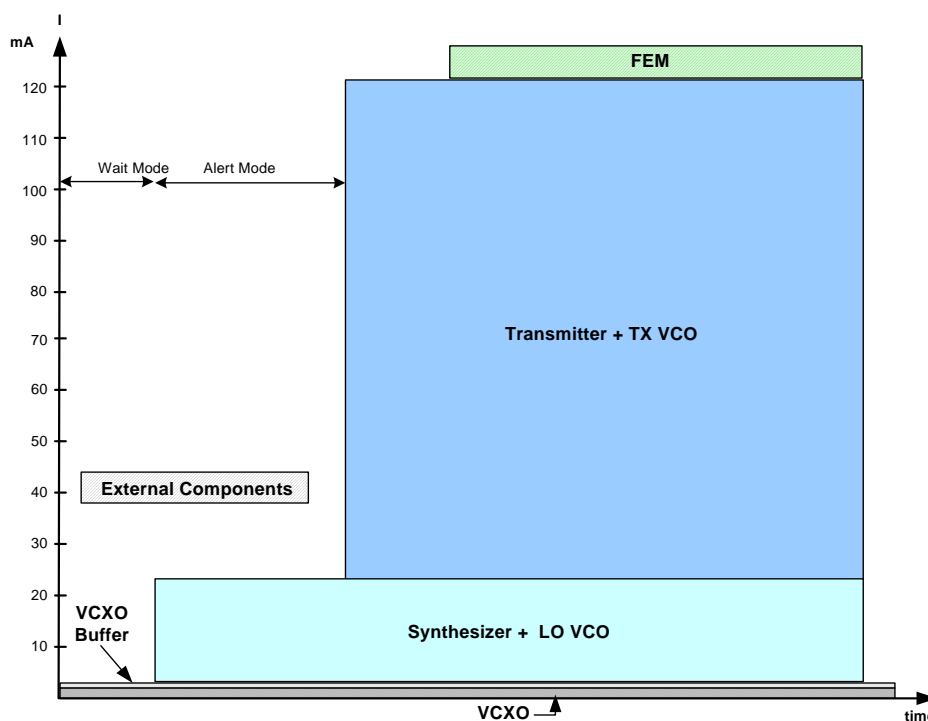 I
mA
FEM
120
110
Wait Mode
Alert Mode
100
90
80
Transmitter + TX VCO
70
60
50
External Components
40
30
20
VCXO
Buffer
Synthesizer + LO VCO
10
VCXO
time